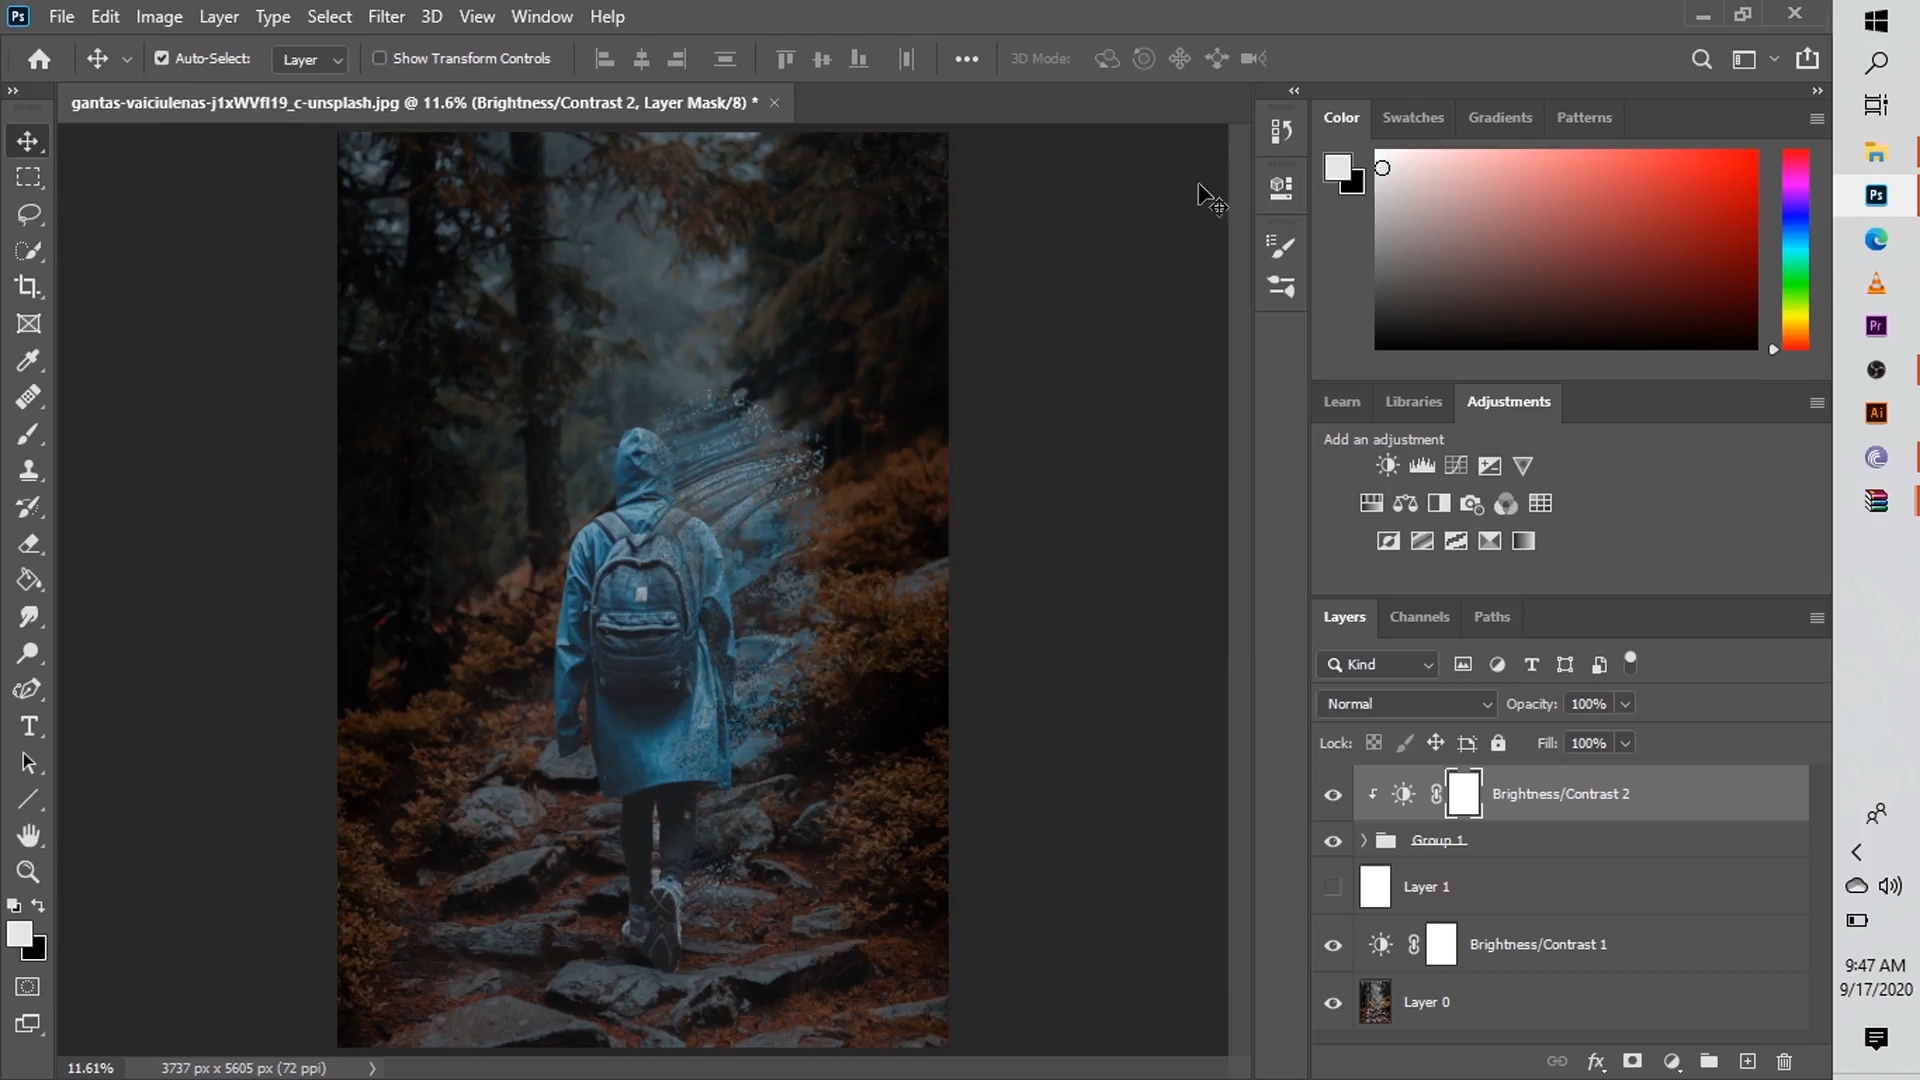 Ps File Edit Image Layer Type Select Filter 3D View Window Help
Auto-Select: Layer Show Transform Controls 3D Mode:
gantas-vaiciulenas-j1xWVfI19_c-unsplash.jpg @ 11.6% (Brightness/Contrast 2, Layer Mask/8) *
Color Swatches Gradients Patterns
Learn Libraries Adjustments
Add an adjustment
Layers Channels Paths
Kind
Normal Opacity: 100%
Lock: Fill: 100%
Brightness/Contrast 2
Group 1
Layer 1
Brightness/Contrast 1
Layer 0
11.61% 3737 px x 5605 px (72 ppi)
Ps
Pr
Ai
9:47 AM
9/17/2020